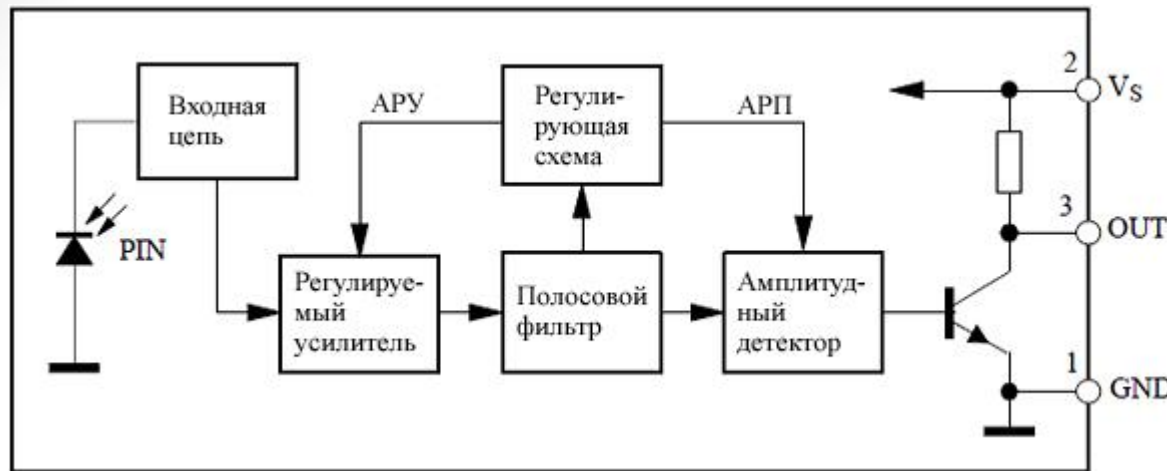 Входная
цепь
АРУ
Регули-
рующая
схема
АРП
2
VS
PIN
3
OUT
Регулируе-
мый
усилитель
Полосовой
фильтр
Амплитуд-
ный
детектор
1
GND